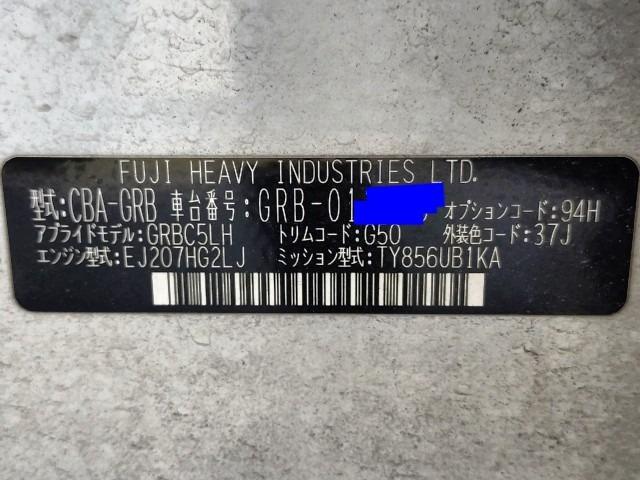 FUJI HEAVY INDUSTRIES LTD.
型式:CBA-GRB 車台番号:GRB-01 オプションコード:94H
アプライドモデル:GRBC5LH トリムコード:G50 外装色コード:37J
エンジン型式:EJ207HG2LJ ミッション型式:TY856UB1KA